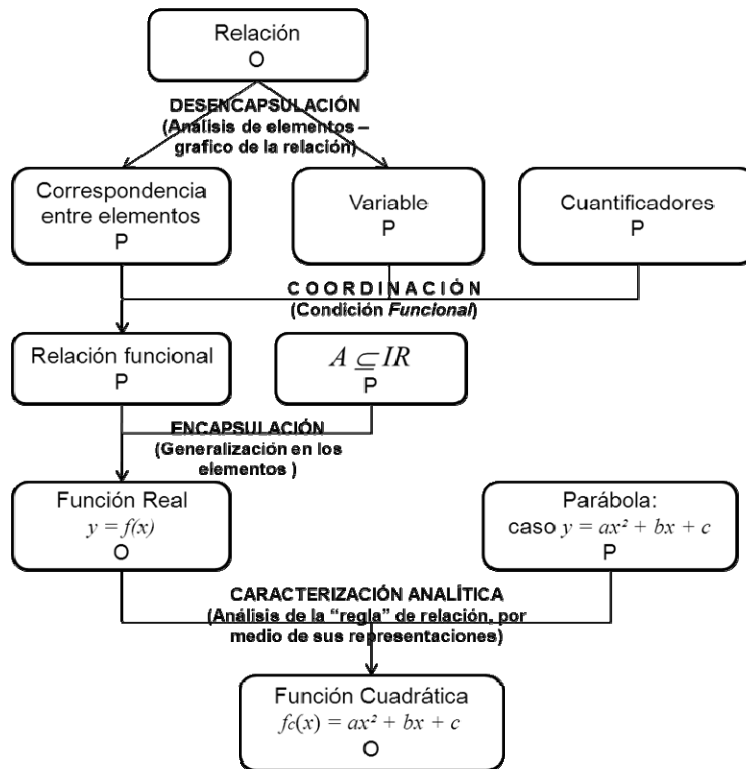 Relación
O
DESENCAPSULACIÓN
(Análisis de elementos –
grafico de la relación)
Correspondencia
entre elementos
P
Variable
P
Cuantificadores
P
COORDINACIÓN
(Condición Funcional)
Relación funcional
P
A ⊆ IR
P
ENCAPSULACIÓN
(Generalización en los
elementos )
Función Real
y = f(x)
O
Parábola:
caso y = ax² + bx + c
P
CARACTERIZACIÓN ANALÍTICA
(Análisis de la “regla” de relación, por
medio de sus representaciones)
Función Cuadrática
fc(x) = ax² + bx + c
O